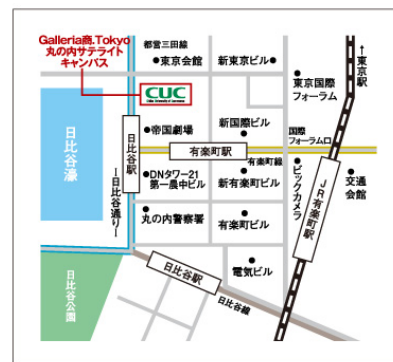 Galleria商.Tokyo
丸の内サテライト
キャンパス
都営三田線
東京会館
新東京ビル
↑東京駅
CUC
東京国際
フォーラム
帝国劇場
新国際ビル
国際
フォーラム口
日比谷濠
日比谷駅
有楽町駅
有楽町線
DNタワー21
第一農中ビル
新有楽町ビル
ビックカメラ
JR有楽町駅
交通
会館
ー日比谷通りー
丸の内警察署
有楽町ビル
日比谷公園
日比谷駅
電気ビル
日比谷線